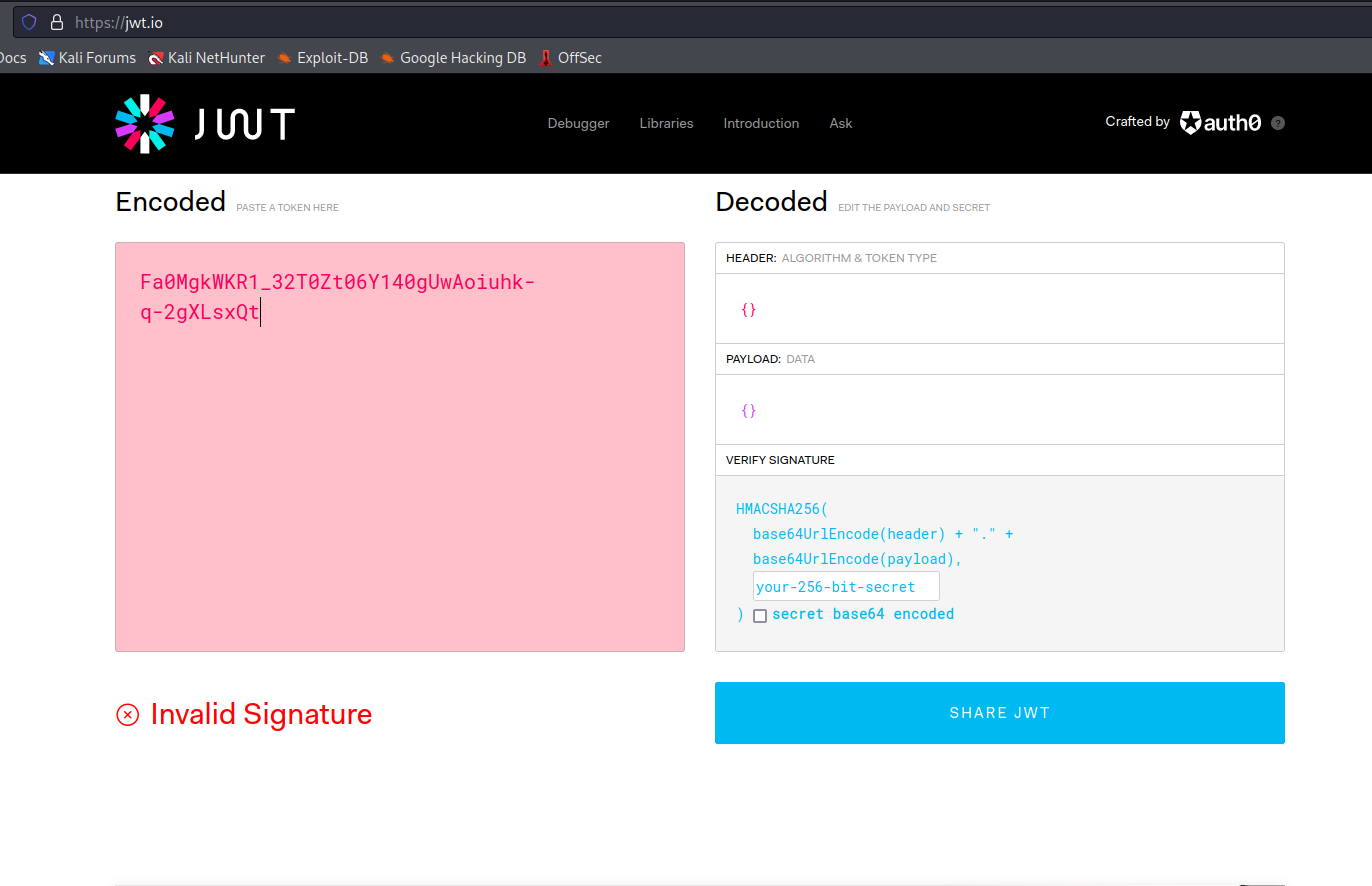 https://jwt.io
Docs Kali Forums Kali NetHunter Exploit-DB Google Hacking DB OffSec
JWT Debugger Libraries Introduction Ask Crafted by auth0 ?
Encoded PASTE A TOKEN HERE
Fa0MgkWKR1_32T0Zt06Y140gUwAoiuhk-
q-2gXLsxQt
Invalid Signature
Decoded EDIT THE PAYLOAD AND SECRET
HEADER: ALGORITHM & TOKEN TYPE
{}
PAYLOAD: DATA
{}
VERIFY SIGNATURE
HMACSHA256(
base64UrlEncode(header) + "." +
base64UrlEncode(payload),
your-256-bit-secret
) secret base64 encoded
SHARE JWT